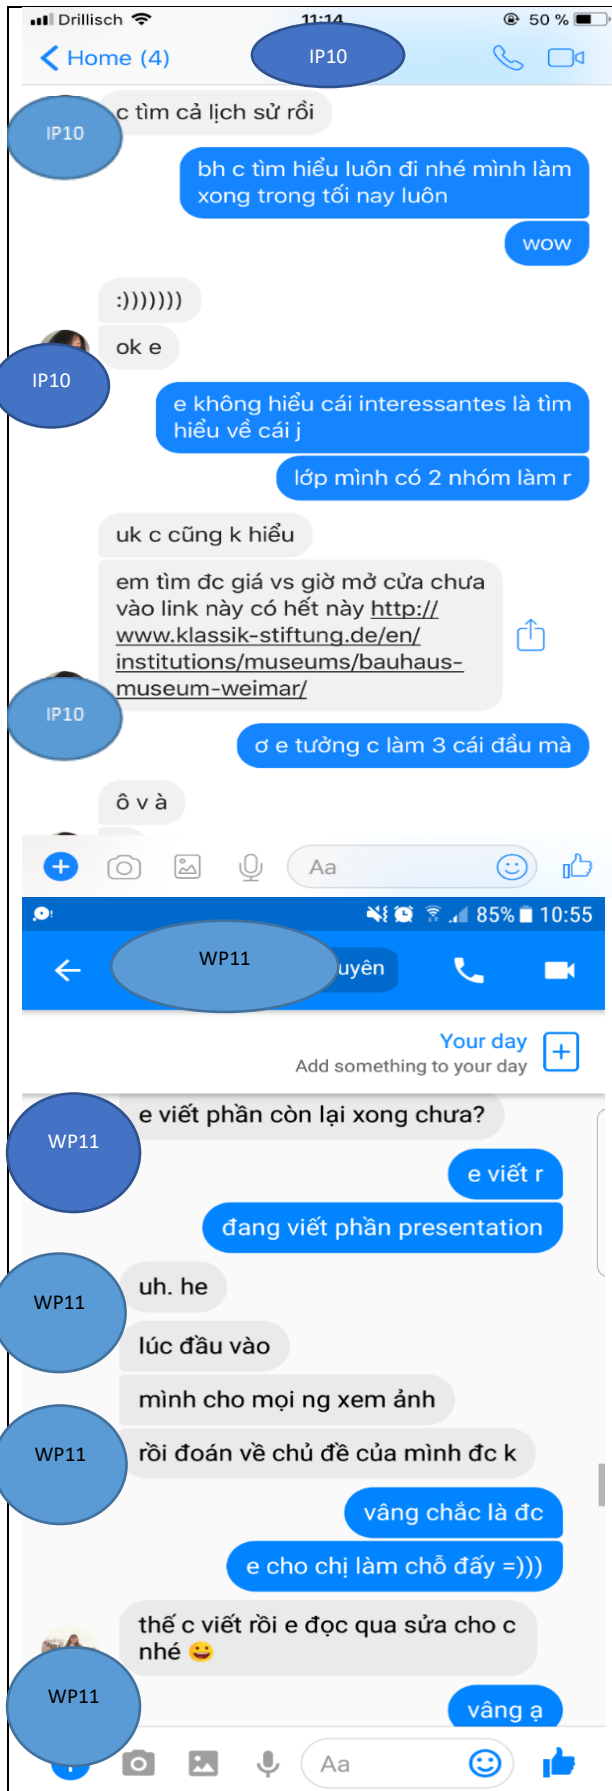 Drillisch 11:14 50 %
Home (4) IP10
c tìm cả lịch sử rồi
IP10
bh c tìm hiểu luôn đi nhé mình làm
xong trong tối nay luôn
wow
:)))))))
ok e
IP10
e không hiểu cái interessantes là tìm
hiểu về cái j
lớp mình có 2 nhóm làm r
uk c cũng k hiểu
em tìm đc giá vs giờ mở cửa chưa
vào link này có hết này http://
www.klassik-stiftung.de/en/
institutions/museums/bauhaus-
museum-weimar/
IP10
ơ e tưởng c làm 3 cái đầu mà
ô v à
Aa
85% 10:55
WP11 uyên
Your day
Add something to your day
e viết phần còn lại xong chưa?
WP11
e viết r
đang viết phần presentation
uh. he
WP11
lúc đầu vào
mình cho mọi ng xem ảnh
rồi đoán về chủ đề của mình đc k
WP11
vâng chắc là đc
e cho chị làm chỗ đấy =)))
thế c viết rồi e đọc qua sửa cho c
nhé 😀
WP11
vâng ạ
Aa